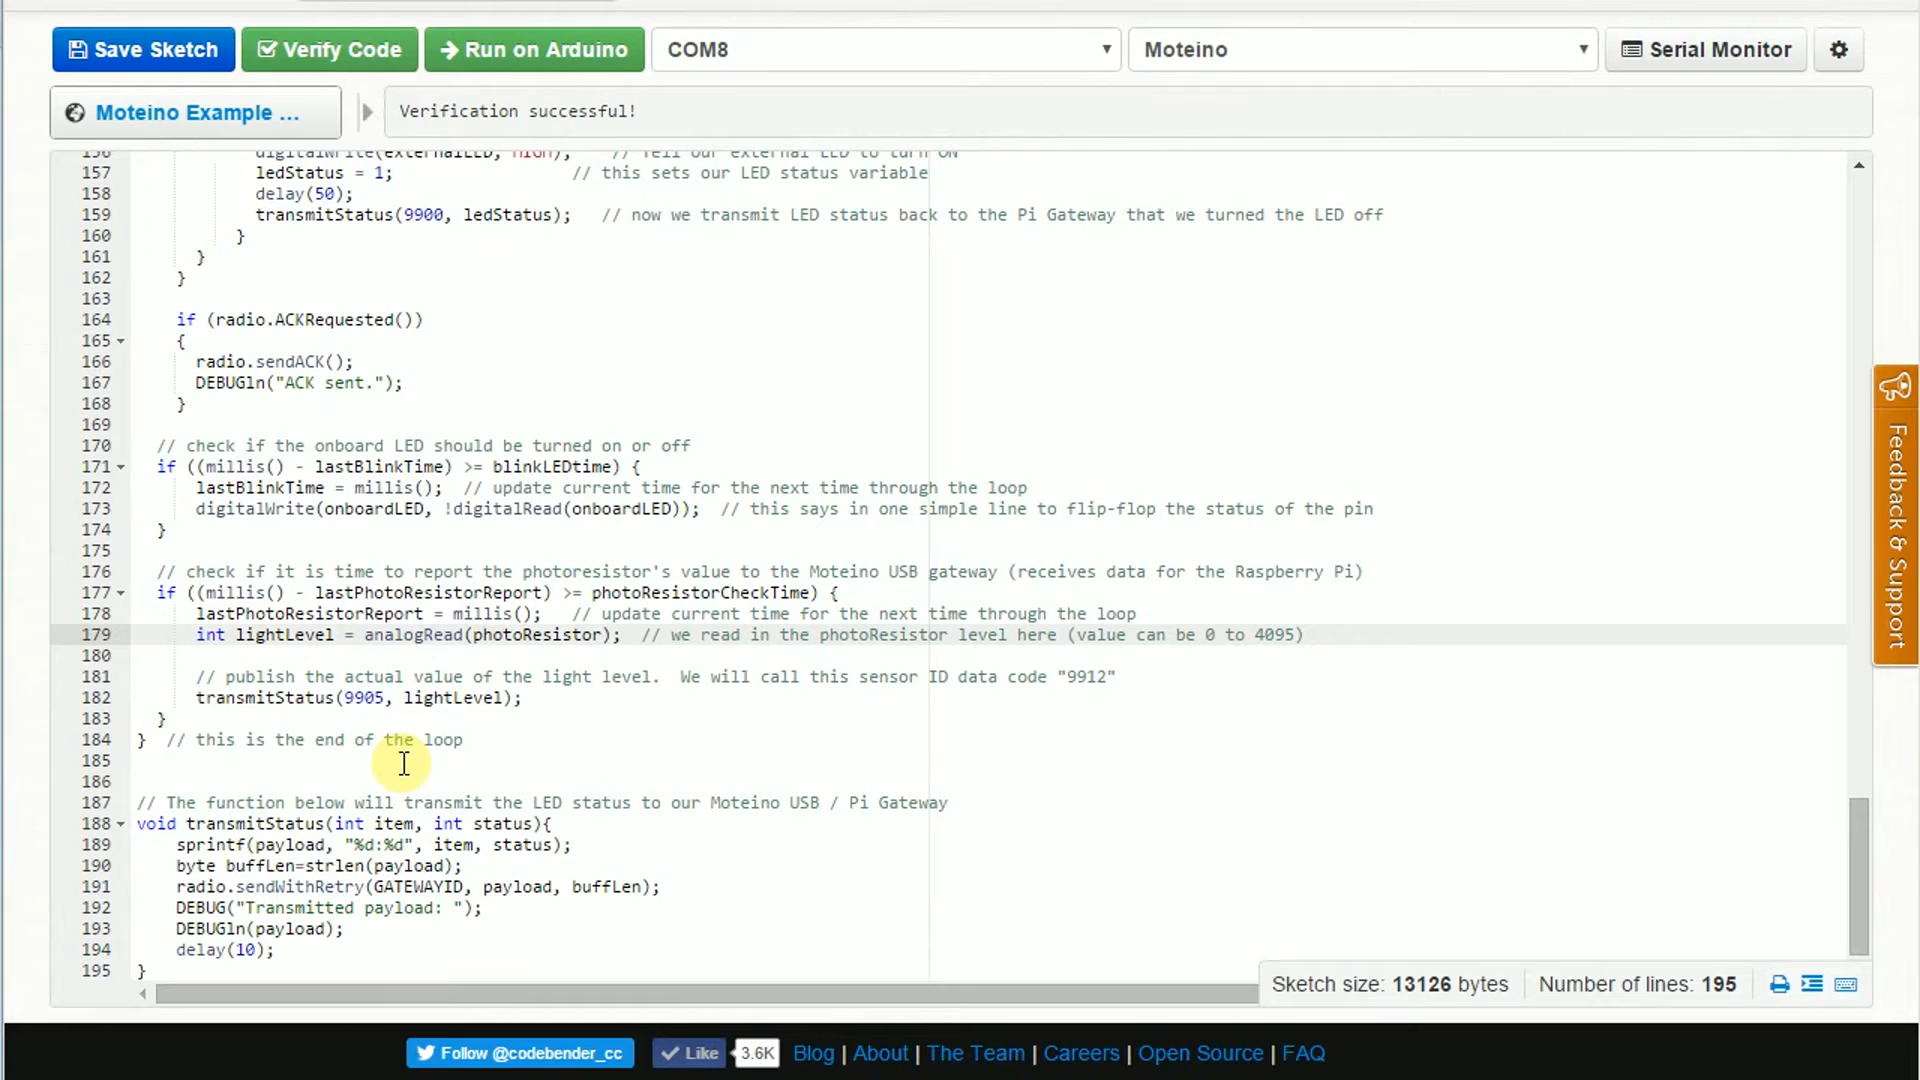 Save Sketch Verify Code Run on Arduino COM8 Moteino Serial Monitor
Moteino Example ... Verification successful!
156 digitalWrite(externalLED, HIGH); // Tell our external LED to turn ON
157 ledStatus = 1; // this sets our LED status variable
158 delay(50);
159 transmitStatus(9900, ledStatus); // now we transmit LED status back to the Pi Gateway that we turned the LED off
160 }
161 }
162 }
163
164 if (radio.ACKRequested())
165 {
166 radio.sendACK();
167 DEBUGln("ACK sent.");
168 }
169
170 // check if the onboard LED should be turned on or off
171 if ((millis() - lastBlinkTime) >= blinkLEDtime) {
172 lastBlinkTime = millis(); // update current time for the next time through the loop
173 digitalWrite(onboardLED, !digitalRead(onboardLED)); // this says in one simple line to flip-flop the status of the pin
174 }
175
176 // check if it is time to report the photoresistor's value to the Moteino USB gateway (receives data for the Raspberry Pi)
177 if ((millis() - lastPhotoResistorReport) >= photoResistorCheckTime) {
178 lastPhotoResistorReport = millis(); // update current time for the next time through the loop
179 int lightLevel = analogRead(photoResistor); // we read in the photoResistor level here (value can be 0 to 4095)
180
181 // publish the actual value of the light level. We will call this sensor ID data code "9912"
182 transmitStatus(9905, lightLevel);
183 }
184 } // this is the end of the loop
185
186
187 // The function below will transmit the LED status to our Moteino USB / Pi Gateway
188 void transmitStatus(int item, int status){
189 sprintf(payload, "%d:%d", item, status);
190 byte buffLen=strlen(payload);
191 radio.sendWithRetry(GATEWAYID, payload, buffLen);
192 DEBUG("Transmitted payload: ");
193 DEBUGln(payload);
194 delay(10);
195 }
Feedback & Support
Sketch size: 13126 bytes Number of lines: 195
Follow @codebender_cc Like 3.6K Blog | About | The Team | Careers | Open Source | FAQ